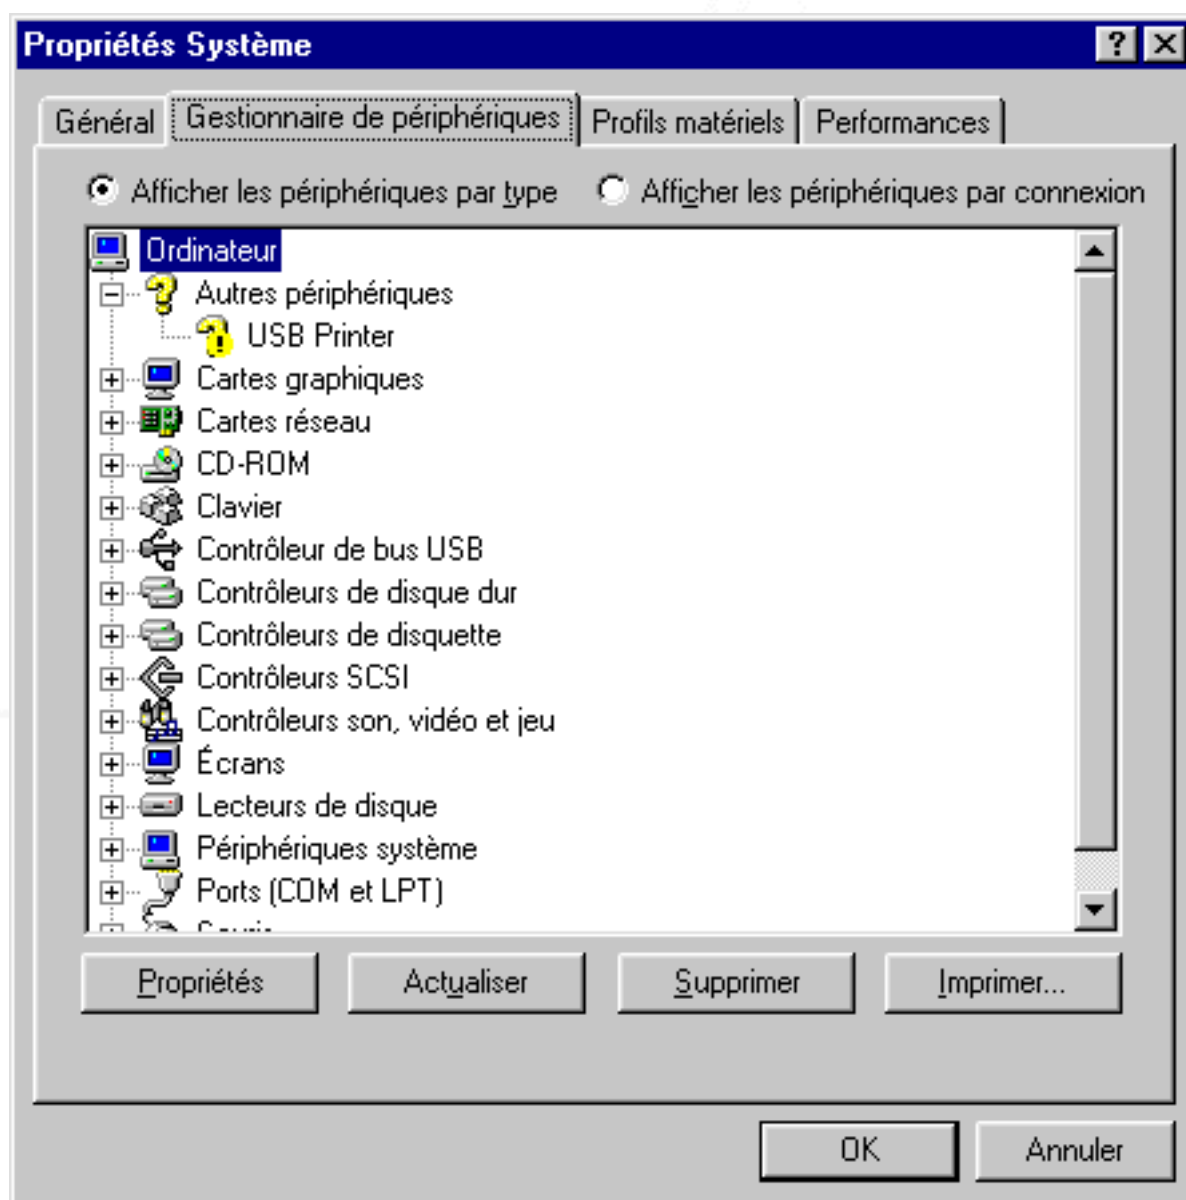 Propriétés Système
Général Gestionnaire de périphériques Profils matériels Performances
Afficher les périphériques par type Afficher les périphériques par connexion
Ordinateur
Autres périphériques
USB Printer
Cartes graphiques
Cartes réseau
CD-ROM
Clavier
Contrôleur de bus USB
Contrôleurs de disque dur
Contrôleurs de disquette
Contrôleurs SCSI
Contrôleurs son, vidéo et jeu
Écrans
Lecteurs de disque
Périphériques système
Ports (COM et LPT)
Propriétés Actualiser Supprimer Imprimer...
OK Annuler